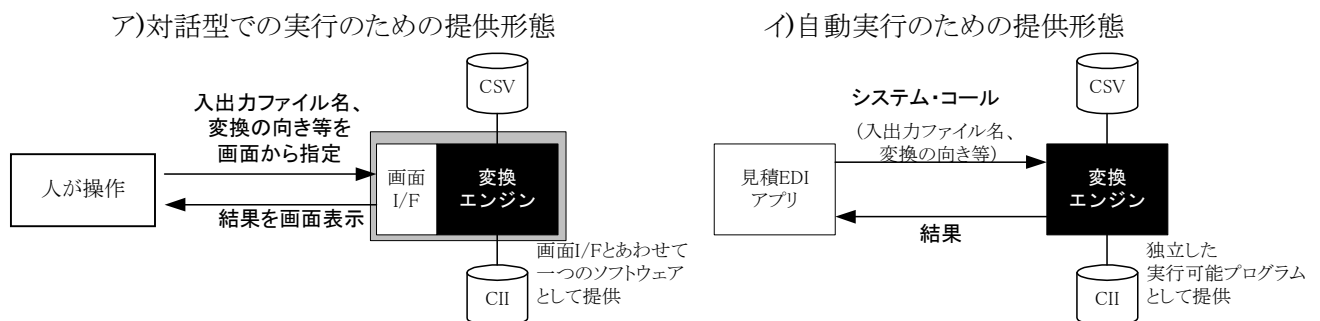 ア)対話型での実行のための提供形態
CSV
入出力ファイル名、
変換の向き等を
画面から指定
人が操作
画面
I/F
変換
エンジン
結果を画面表示
画面I/Fとあわせて
一つのソフトウェア
として提供
CII
イ)自動実行のための提供形態
CSV
システム・コール
(入出力ファイル名、
変換の向き等)
見積EDI
アプリ
変換
エンジン
結果
独立した
実行可能プログラム
として提供
CII